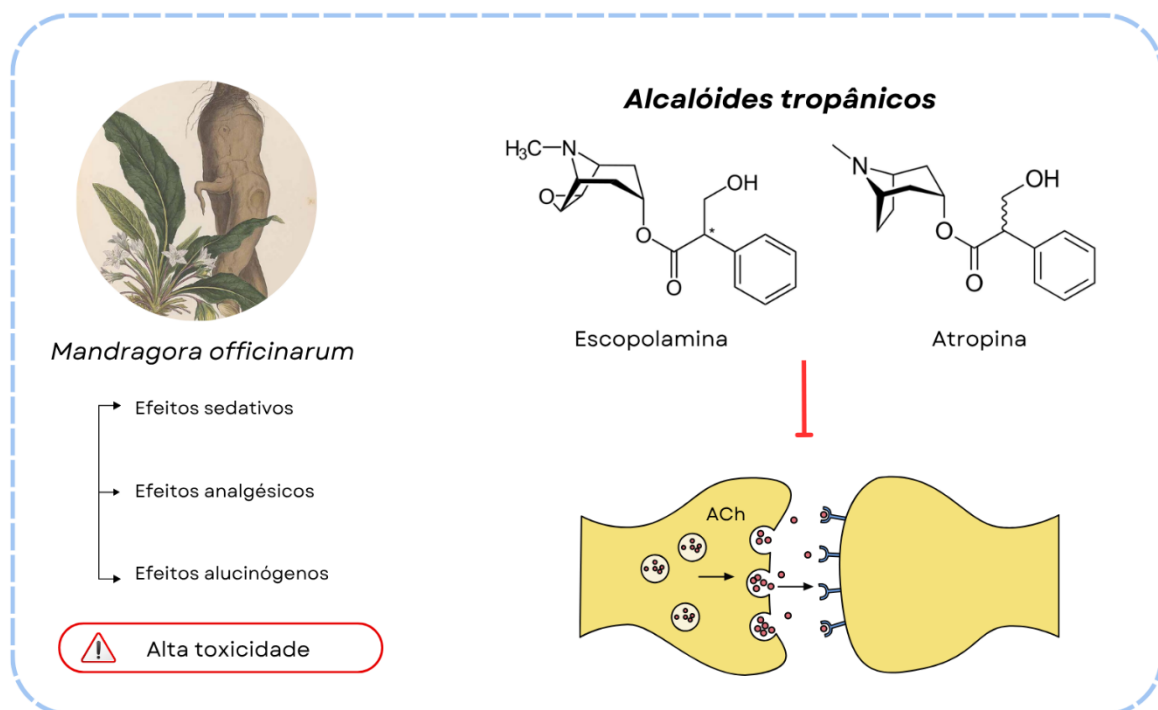 Mandragora officinarum
Efeitos sedativos
Efeitos analgésicos
Efeitos alucinógenos
Alta toxicidade
Alcalóides tropânicos
H₃C
N
O
OH
O
*
O
Escopolamina
N
OH
O
O
Atropina
ACh